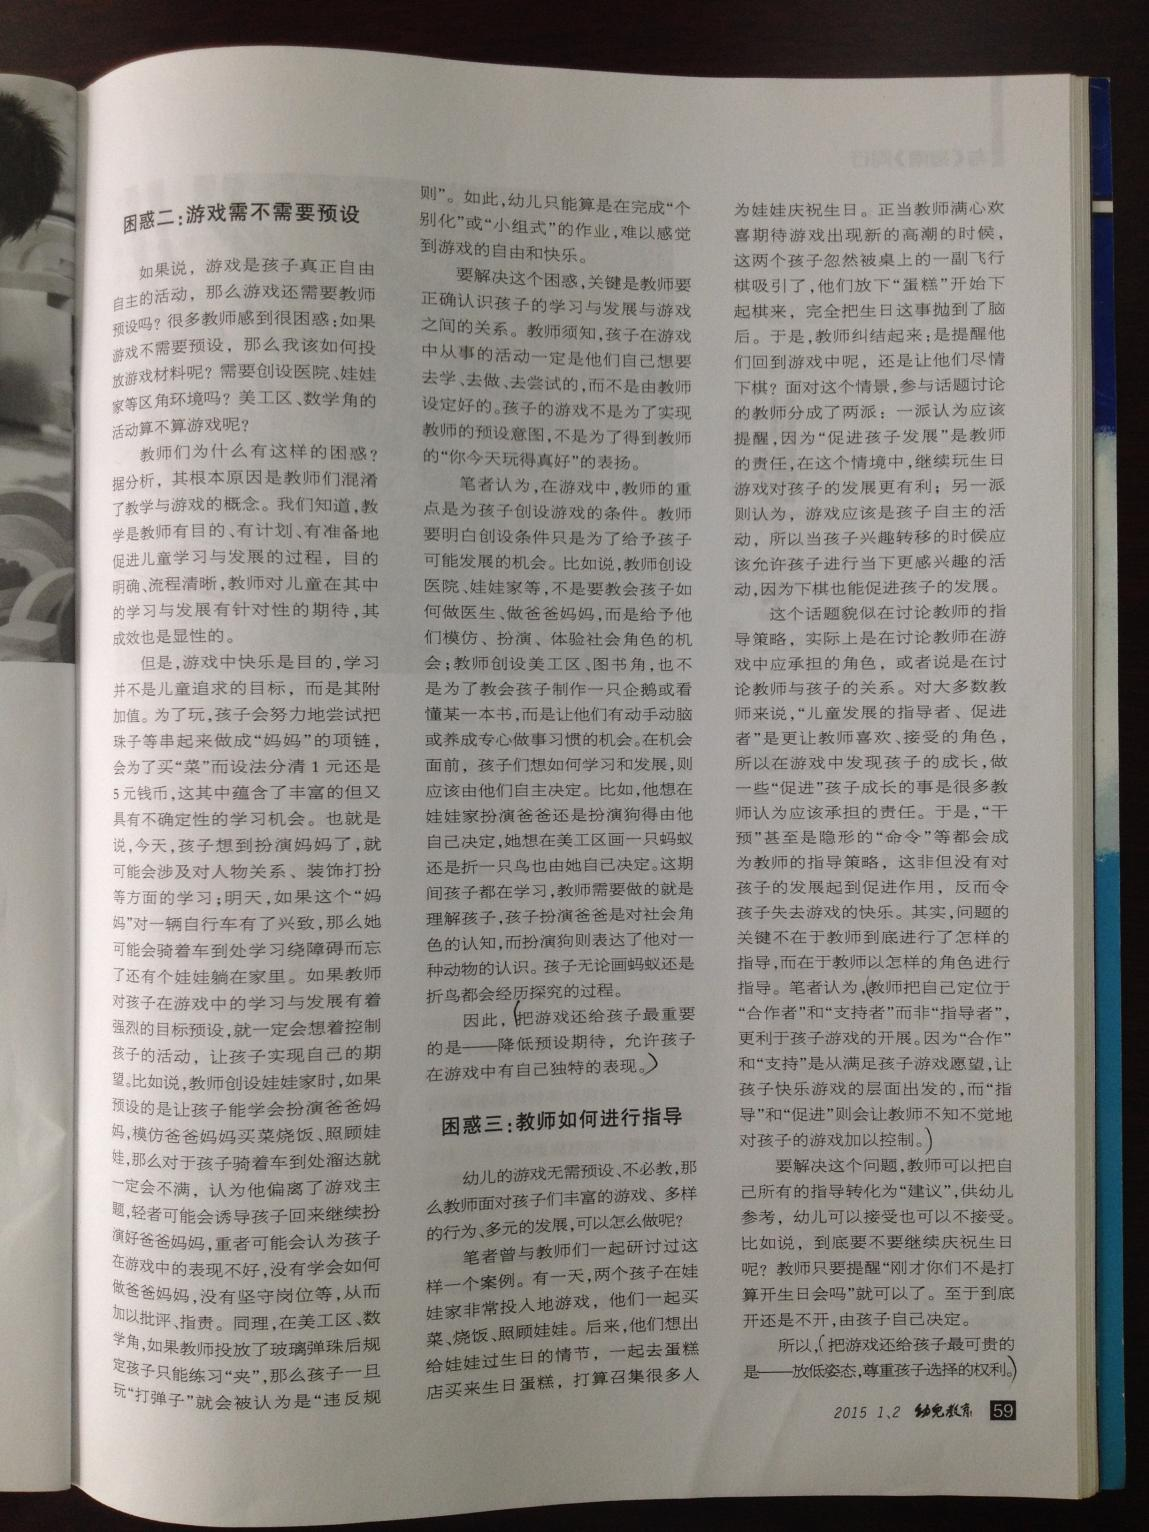 困惑二:游戏需不需要预设
如果说，游戏是孩子真正自由
自主的活动，那么游戏还需要教师
预设吗？很多教师感到很困惑:如果
游戏不需要预设，那么我该如何投
放游戏材料呢？需要创设医院、娃娃
家等区角环境吗？美工区、数学角的
活动算不算游戏呢？
教师们为什么有这样的困惑？
据分析，其根本原因是教师们混淆
了教学与游戏的概念。我们知道,教
学是教师有目的、有计划、有准备地
促进儿童学习与发展的过程，目的
明确、流程清晰,教师对儿童在其中
的学习与发展有针对性的期待,其
成效也是显性的。
但是,游戏中快乐是目的,学习
并不是儿童追求的目标，而是其附
加值。为了玩,孩子会努力地尝试把
珠子等串起来做成“妈妈”的项链，
会为了买“菜”而设法分清1元还是
5元钱币,这其中蕴含了丰富的但又
具有不确定性的学习机会。也就是
说,今天，孩子想到扮演妈妈了，就
可能会涉及对人物关系、装饰打扮
等方面的学习;明天，如果这个“妈
妈”对一辆自行车有了兴致,那么她
可能会骑着车到处学习绕障碍而忘
了还有个娃娃躺在家里。如果教师
对孩子在游戏中的学习与发展有着
强烈的目标预设,就一定会想着控制
孩子的活动，让孩子实现自己的期
望。比如说,教师创设娃娃家时,如果
预设的是让孩子能学会扮演爸爸妈
妈,模仿爸爸妈妈买菜烧饭、照顾娃
娃,那么对于孩子骑着车到处溜达就
一定会不满，认为他偏离了游戏主
题,轻者可能会诱导孩子回来继续扮
演好爸爸妈妈,重者可能会认为孩子
在游戏中的表现不好,没有学会如何
做爸爸妈妈,没有坚守岗位等,从而
加以批评、指责。同理,在美工区、数
学角,如果教师投放了玻璃弹珠后规
定孩子只能练习“夹”,那么孩子一旦
玩“打弹子”就会被认为是“违反规
则”。如此,幼儿只能算是在完成“个
别化”或“小组式”的作业,难以感觉
到游戏的自由和快乐。
要解决这个困惑,关键是教师要
正确认识孩子的学习与发展与游戏
之间的关系。教师须知,孩子在游戏
中从事的活动一定是他们自己想要
去学、去做、去尝试的,而不是由教师
设定好的。孩子的游戏不是为了实现
教师的预设意图,不是为了得到教师
的“你今天玩得真好”的表扬。
笔者认为,在游戏中,教师的重
点是为孩子创设游戏的条件。教师
要明白创设条件只是为了给予孩子
可能发展的机会。比如说,教师创设
医院、娃娃家等，不是要教会孩子如
何做医生、做爸爸妈妈,而是给予他
们模仿、扮演、体验社会角色的机
会;教师创设美工区、图书角,也不
是为了教会孩子制作一只企鹅或看
懂某一本书,而是让他们有动手动脑
或养成专心做事习惯的机会。在机会
面前，孩子们想如何学习和发展,则
应该由他们自主决定。比如,他想在
娃娃家扮演爸爸还是扮演狗得由他
自己决定,她想在美工区画一只蚂蚁
还是折一只鸟也由她自己决定。这期
间孩子都在学习,教师需要做的就是
理解孩子,孩子扮演爸爸是对社会角
色的认知,而扮演狗则表达了他对一
种动物的认识。孩子无论画蚂蚁还是
折鸟都会经历探究的过程。
因此,把游戏还给孩子最重要
的是——降低预设期待，允许孩子
在游戏中有自己独特的表现。
困惑三:教师如何进行指导
幼儿的游戏无需预设、不必教,那
么教师面对孩子们丰富的游戏、多样
的行为、多元的发展,可以怎么做呢？
笔者曾与教师们一起研讨过这
样一个案例。有一天,两个孩子在娃
娃家非常投入地游戏，他们一起买
菜、烧饭、照顾娃娃。后来,他们想出
给娃娃过生日的情节，一起去蛋糕
店买来生日蛋糕，打算召集很多人
为娃娃庆祝生日。正当教师满心欢
喜期待游戏出现新的高潮的时候，
这两个孩子忽然被桌上的一副飞行
棋吸引了,他们放下“蛋糕”开始下
起棋来，完全把生日这事抛到了脑
后。于是,教师纠结起来:是提醒他
们回到游戏中呢，还是让他们尽情
下棋？面对这个情景,参与话题讨论
的教师分成了两派：一派认为应该
提醒,因为“促进孩子发展”是教师
的责任,在这个情境中,继续玩生日
游戏对孩子的发展更有利；另一派
则认为，游戏应该是孩子自主的活
动，所以当孩子兴趣转移的时候应
该允许孩子进行当下更感兴趣的活
动,因为下棋也能促进孩子的发展。
这个话题貌似在讨论教师的指
导策略，实际上是在讨论教师在游
戏中应承担的角色，或者说是在讨
论教师与孩子的关系。对大多数教
师来说,“儿童发展的指导者、促进
者”是更让教师喜欢、接受的角色，
所以在游戏中发现孩子的成长,做
一些“促进”孩子成长的事是很多教
师认为应该承担的责任。于是,“干
预”甚至是隐形的“命令”等都会成
为教师的指导策略，这非但没有对
孩子的发展起到促进作用，反而令
孩子失去游戏的快乐。其实,问题的
关键不在于教师到底进行了怎样的
指导,而在于教师以怎样的角色进行
指导。笔者认为,教师把自己定位于
“合作者”和“支持者”而非“指导者”，
更利于孩子游戏的开展。因为“合作”
和“支持”是从满足孩子游戏愿望,让
孩子快乐游戏的层面出发的,而“指
导”和“促进”则会让教师不知不觉地
对孩子的游戏加以控制。
要解决这个问题,教师可以把自
己所有的指导转化为“建议”,供幼儿
参考，幼儿可以接受也可以不接受。
比如说，到底要不要继续庆祝生日
呢？教师只要提醒“刚才你们不是打
算开生日会吗”就可以了。至于到底
开还是不开,由孩子自己决定。
所以,把游戏还给孩子最可贵的
是——放低姿态,尊重孩子选择的权利。
2015 1、2 幼儿教育 59